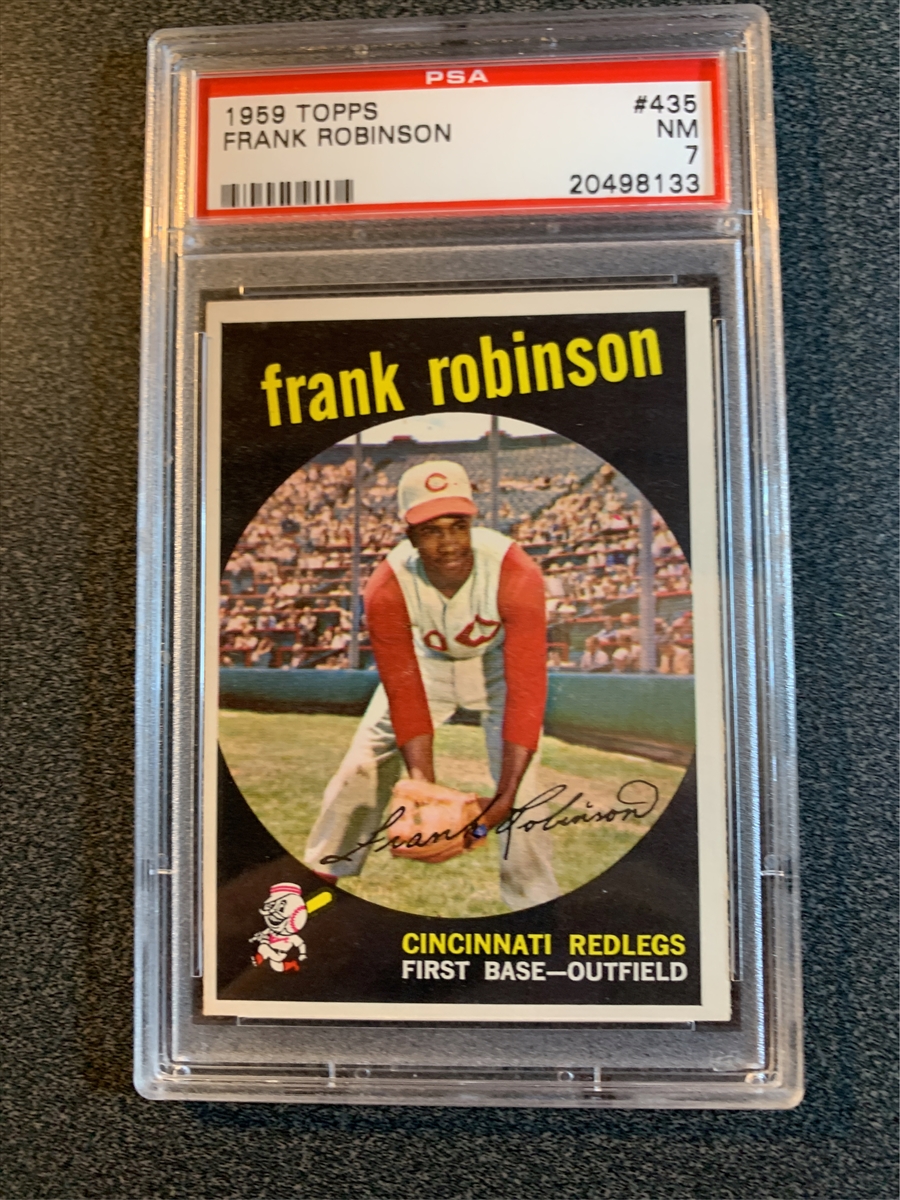 PSA
1959 TOPPS #435
FRANK ROBINSON NM
7
20498133
frank robinson
C
Frank Robinson
CINCINNATI REDLEGS
FIRST BASE—OUTFIELD